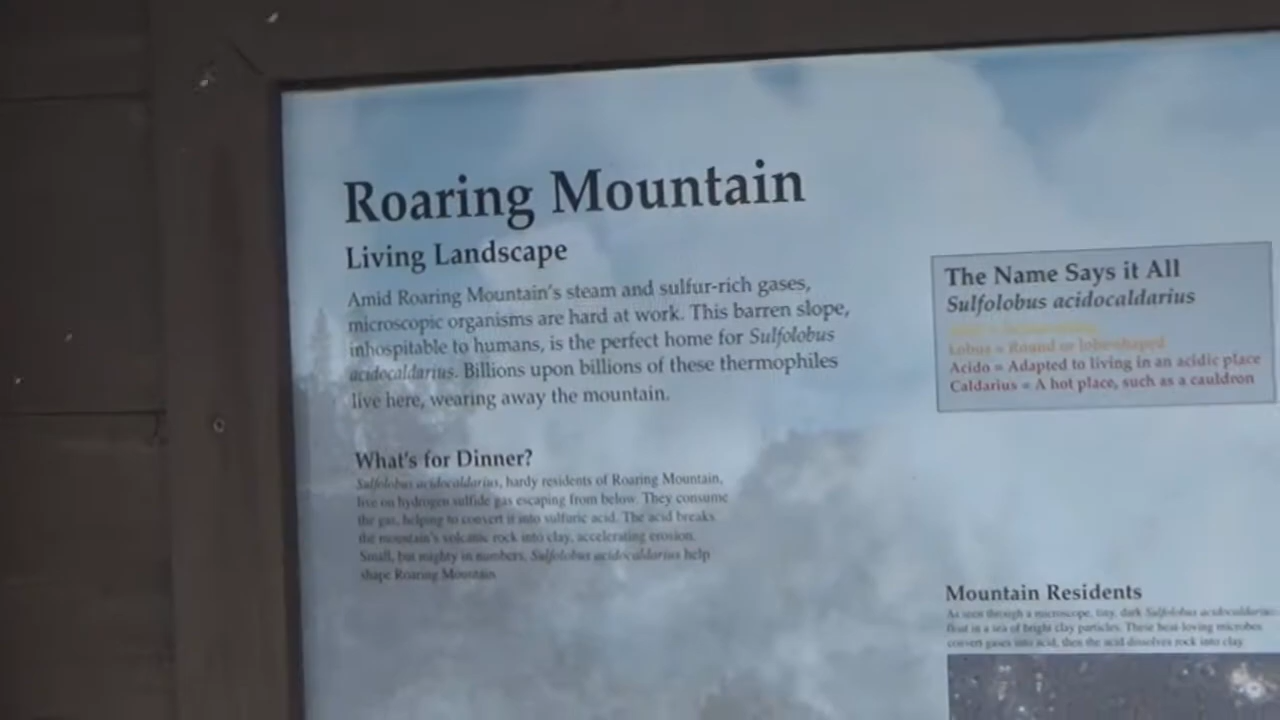 Roaring Mountain
Living Landscape
Amid Roaring Mountain's steam and sulfur-rich gases,
microscopic organisms are hard at work. This barren slope,
inhospitable to humans, is the perfect home for Sulfolobus
acidocaldarius. Billions upon billions of these thermophiles
live here, wearing away the mountain.
What's for Dinner?
Sulfolobus acidocaldarius, hardy residents of Roaring Mountain,
live on hydrogen sulfide gas escaping from below. They consume
the gas, helping to convert it into sulfuric acid. The acid breaks
the mountain's volcanic rock into clay, accelerating erosion.
Small, but mighty in numbers, Sulfolobus acidocaldarius help
shape Roaring Mountain.
The Name Says it All
Sulfolobus acidocaldarius
Lobus = Round or lobe-shaped
Acido = Adapted to living in an acidic place
Caldarius = A hot place, such as a cauldron
Mountain Residents
As seen through a microscope, tiny, dark Sulfolobus acidocaldarius
float in a sea of bright clay particles. These heat-loving microbes
convert gases into acid, then the acid dissolves rock into clay.